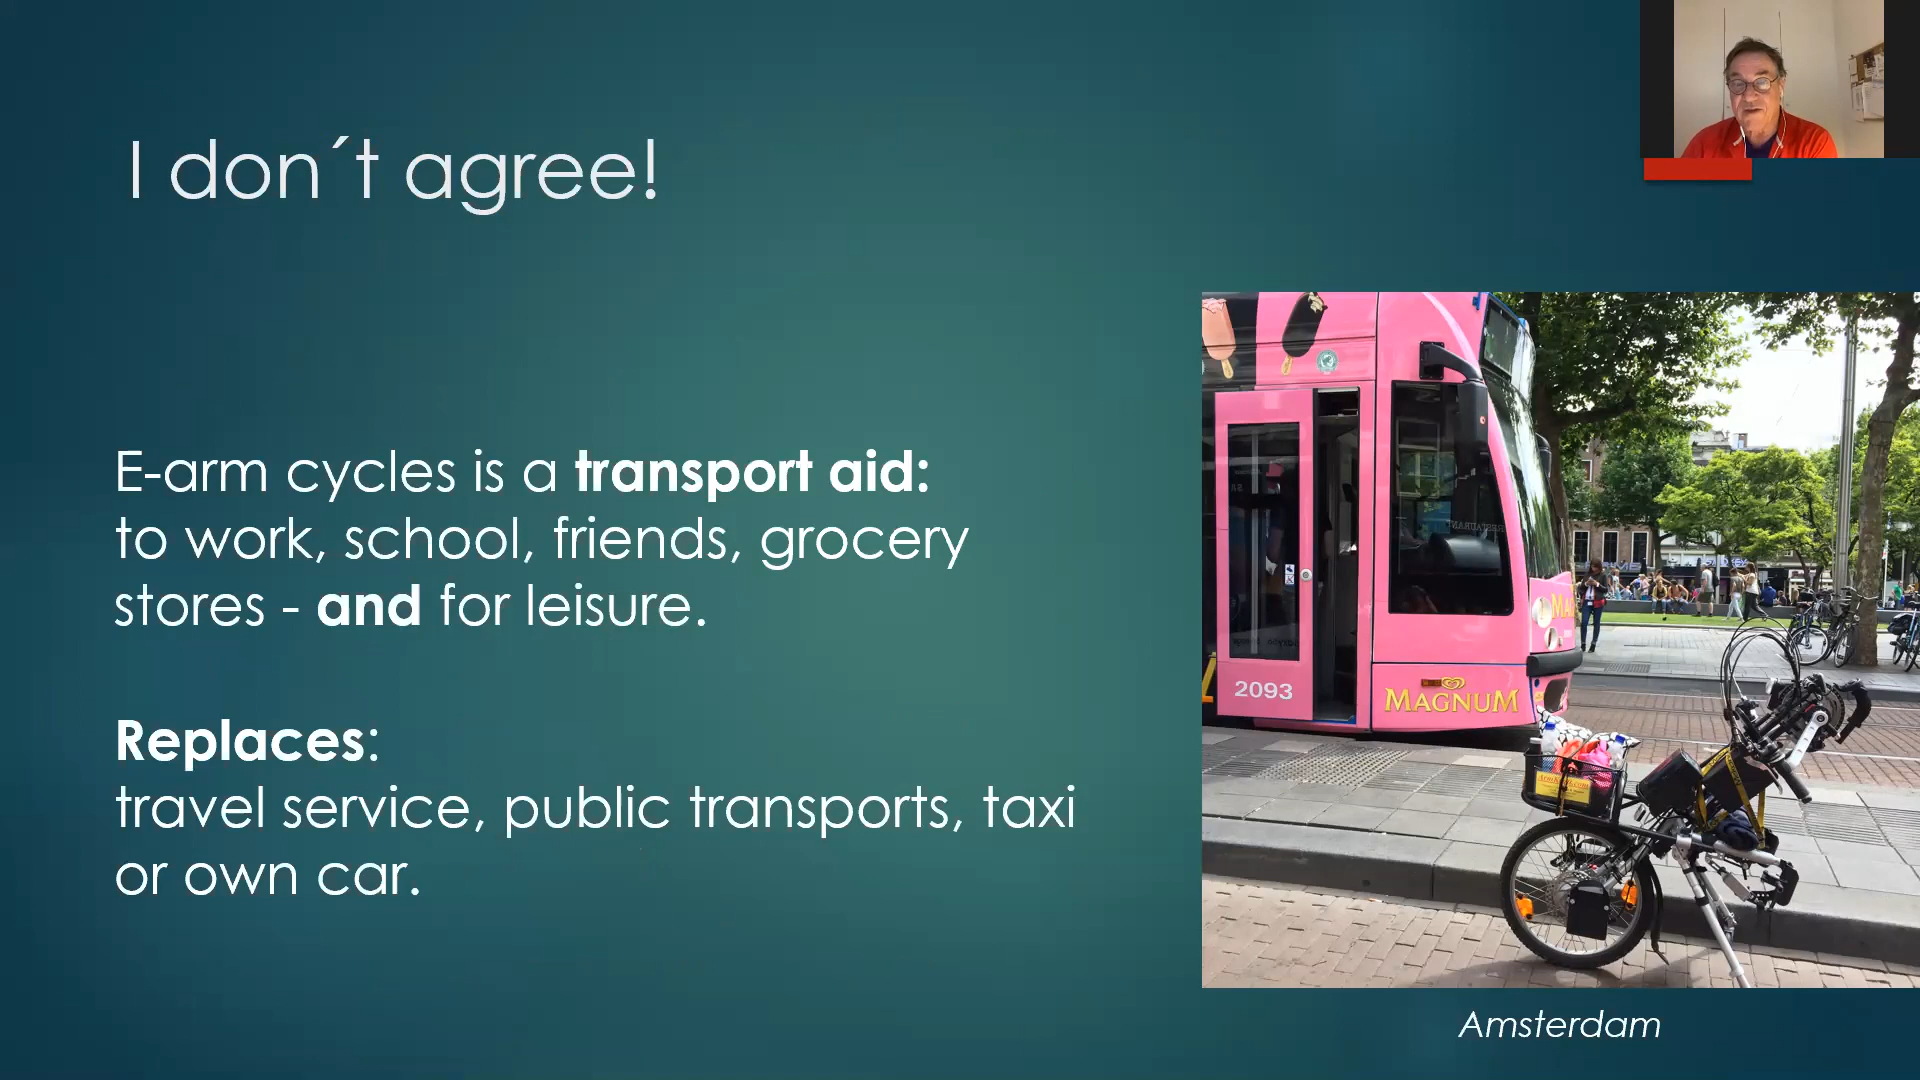 I don´t agree!
E-arm cycles is a transport aid:
to work, school, friends, grocery
stores - and for leisure.
Replaces:
travel service, public transports, taxi
or own car.
2093
MAGNUM
Amsterdam